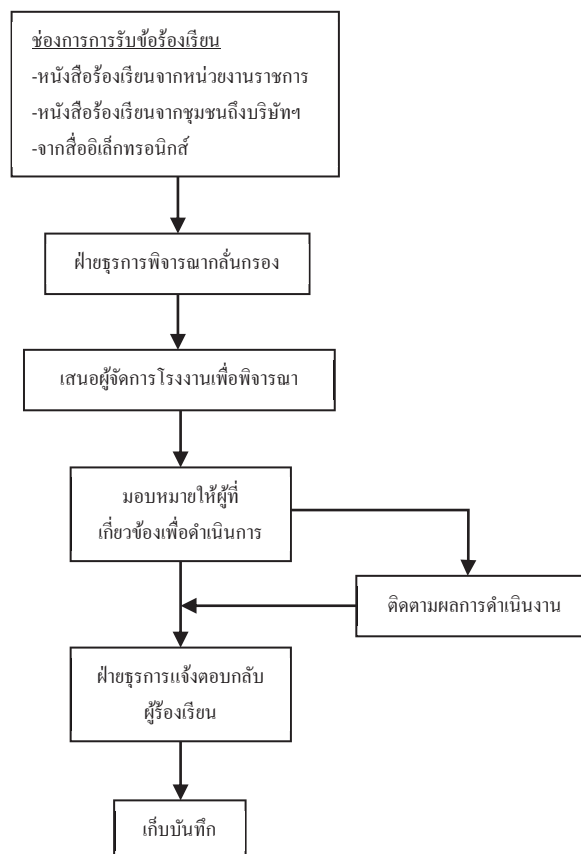 ช่องการการรับข้อร้องเรียน
-หนังสือร้องเรียนจากหน่วยงานราชการ
-หนังสือร้องเรียนจากชุมชนถึงบริษัทฯ
-จากสื่ออิเล็กทรอนิกส์
ฝ่ายธุรการพิจารณากลั่นกรอง
เสนอผู้จัดการโรงงานเพื่อพิจารณา
มอบหมายให้ผู้ที่
เกี่ยวข้องเพื่อดำเนินการ
ติดตามผลการดำเนินงาน
ฝ่ายธุรการแจ้งตอบกลับ
ผู้ร้องเรียน
เก็บบันทึก